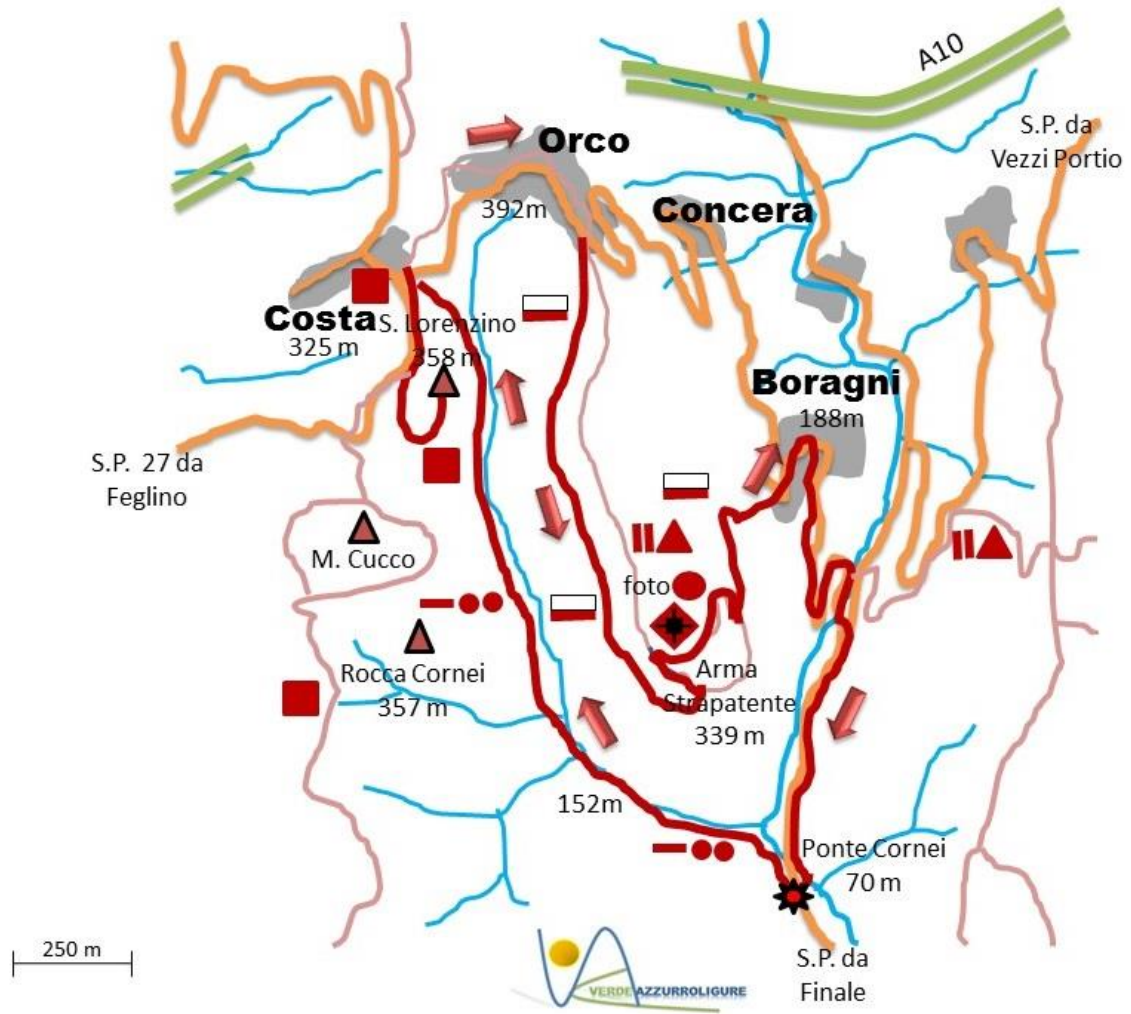 A10
S.P. da
Vezzi Portio
Orco
392m
Concera
Costa
325 m
S. Lorenzino
358 m
Boragni
188m
S.P. 27 da
Feglino
M. Cucco
foto
Rocca Cornei
357 m
Arma
Strapatente
339 m
152m
Ponte Cornei
70 m
250 m
S.P. da
Finale
VERDEAZZURROLIGURE